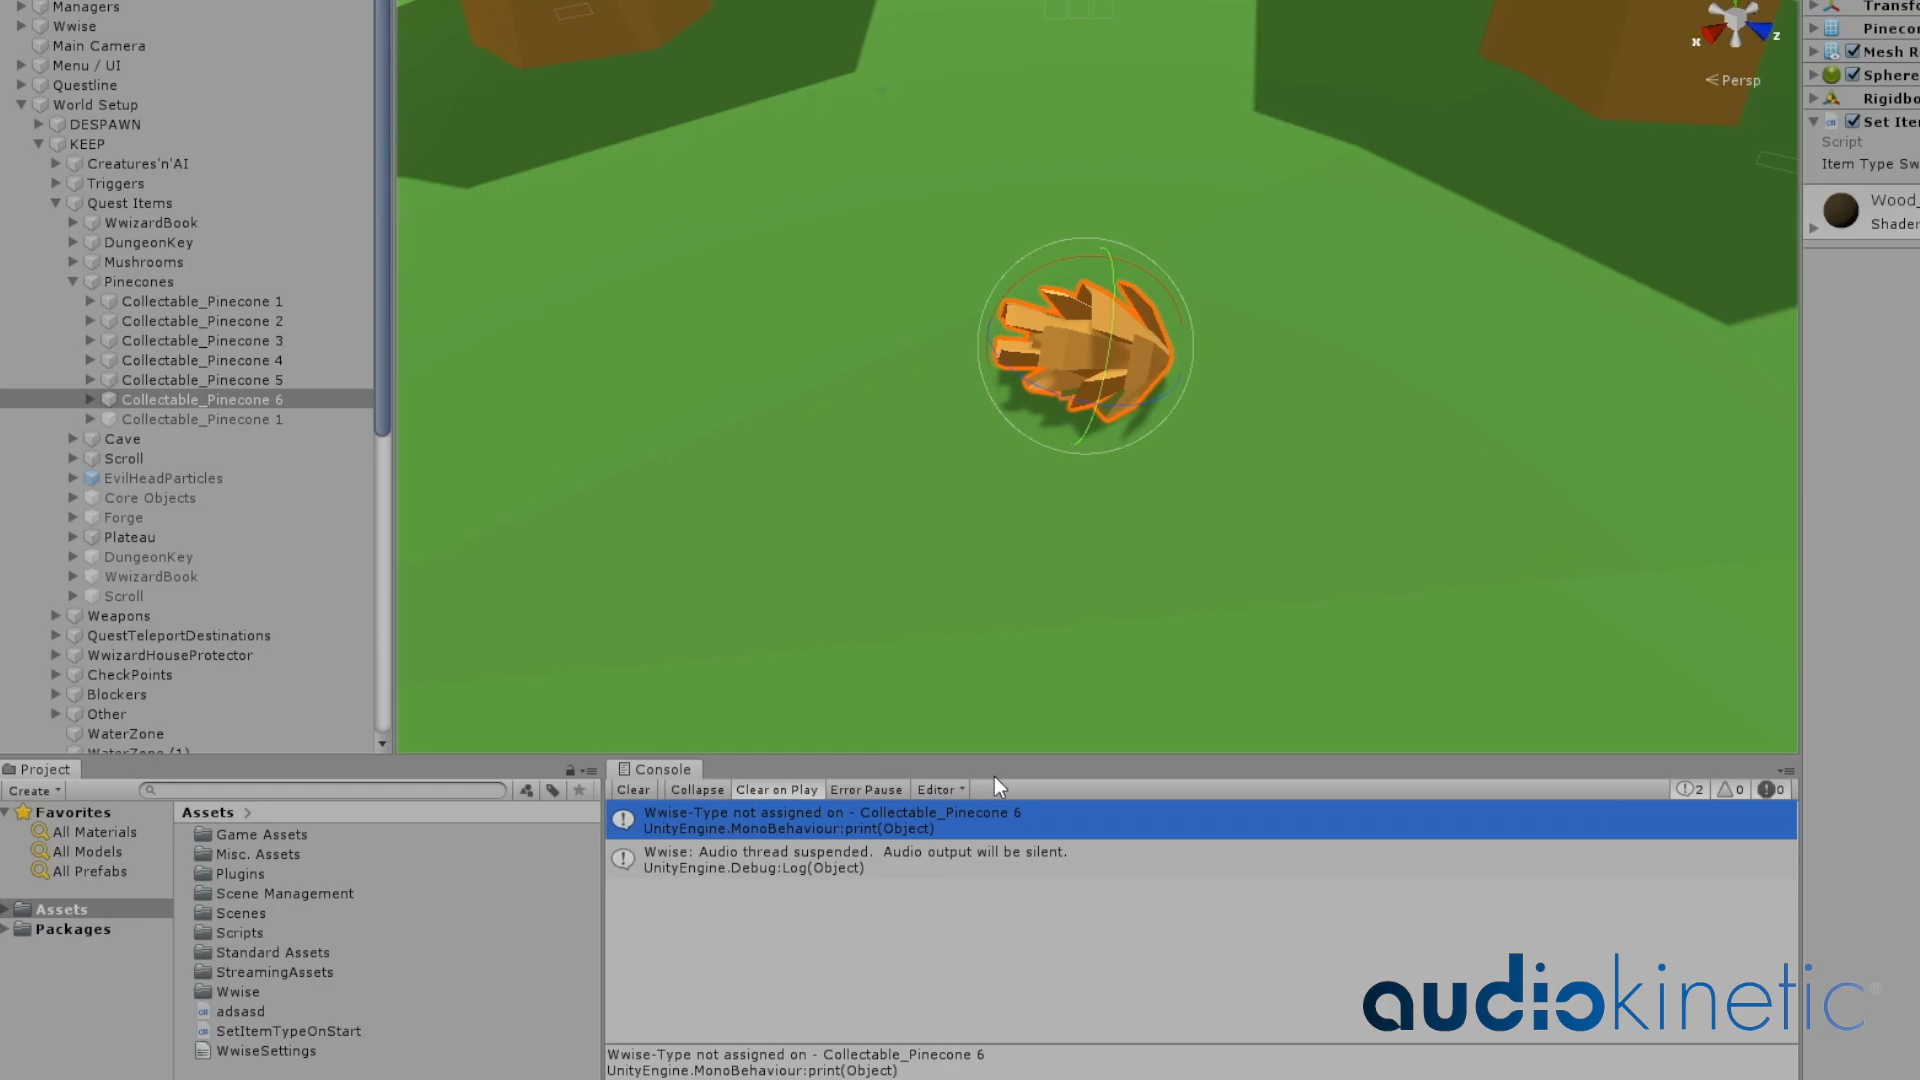 Managers
Wwise
Main Camera
Menu / UI
Questline
World Setup
DESPAWN
KEEP
Creatures'n'AI
Triggers
Quest Items
WwizardBook
DungeonKey
Mushrooms
Pinecones
Collectable_Pinecone 1
Collectable_Pinecone 2
Collectable_Pinecone 3
Collectable_Pinecone 4
Collectable_Pinecone 5
Collectable_Pinecone 6
Collectable_Pinecone 1
Cave
Scroll
EvilHeadParticles
Core Objects
Forge
Plateau
DungeonKey
WwizardBook
Scroll
Weapons
QuestTeleportDestinations
WwizardHouseProtector
CheckPoints
Blockers
Other
WaterZone
WaterZone (1)
x
z
Persp
Transfo
Pinecon
Mesh R
Sphere
Rigidbo
Set Iter
Script
Item Type Sw
Wood_
Shader
Project
Create
Favorites
All Materials
All Models
All Prefabs
Assets
Packages
Assets
Game Assets
Misc. Assets
Plugins
Scene Management
Scenes
Scripts
Standard Assets
StreamingAssets
Wwise
adsasd
SetItemTypeOnStart
WwiseSettings
Console
Clear Collapse Clear on Play Error Pause Editor
2 0 0
Wwise-Type not assigned on - Collectable_Pinecone 6
UnityEngine.MonoBehaviour:print(Object)
Wwise: Audio thread suspended. Audio output will be silent.
UnityEngine.Debug:Log(Object)
Wwise-Type not assigned on - Collectable_Pinecone 6
UnityEngine.MonoBehaviour:print(Object)
audiokinetic®